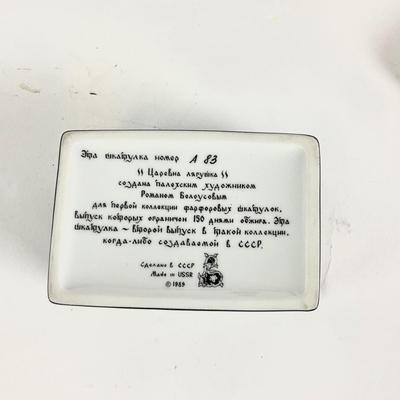 Эта шкатулка номер A 83
"Царевна лягушка"
создана палехским художником
Романом Белоусовым
для первой коллекции фарфоровых шкатулок,
выпуск которых ограничен 150 днями обжига. Эта
шкатулка ~ второй выпуск в такой коллекции,
когда-либо создаваемой в СССР.
Сделано в СССР
Made in USSR
© 1989